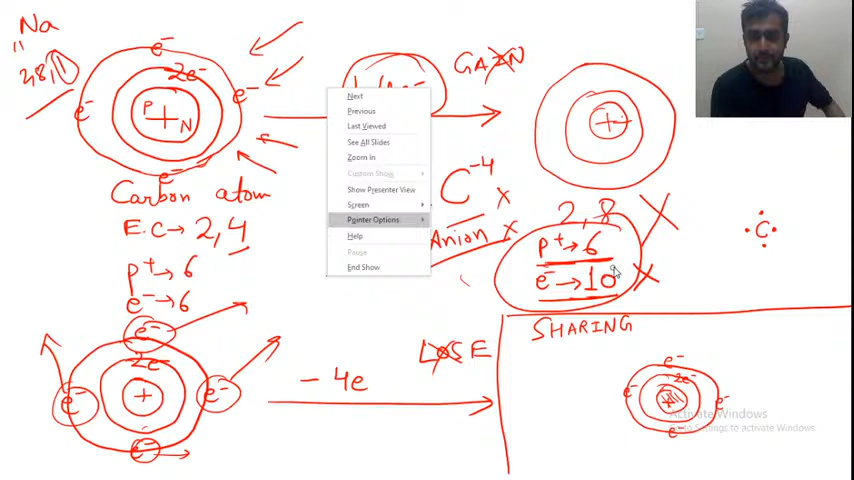 Na
"
2,8,1
e⁻
2e⁻
e⁻
e⁻
P
+
N
e⁻
Carbon atom
E.C → 2,4
p⁺ → 6
e⁻ → 6
GAIN
C⁻⁴ x
Anion x
+
2,8
p⁺ → 6
e⁻ → 10
X
X
C
Next
Previous
Last Viewed
See All Slides
Zoom In
Custom Show
Show Presenter View
Screen
Pointer Options
Help
Pause
End Show
e⁻
2e⁻
e⁻
+
e⁻
e⁻
- 4e
LOSE
SHARING
e⁻
2e⁻
e⁻
+
e⁻
e⁻
Activate Windows
to Settings to activate Windows.